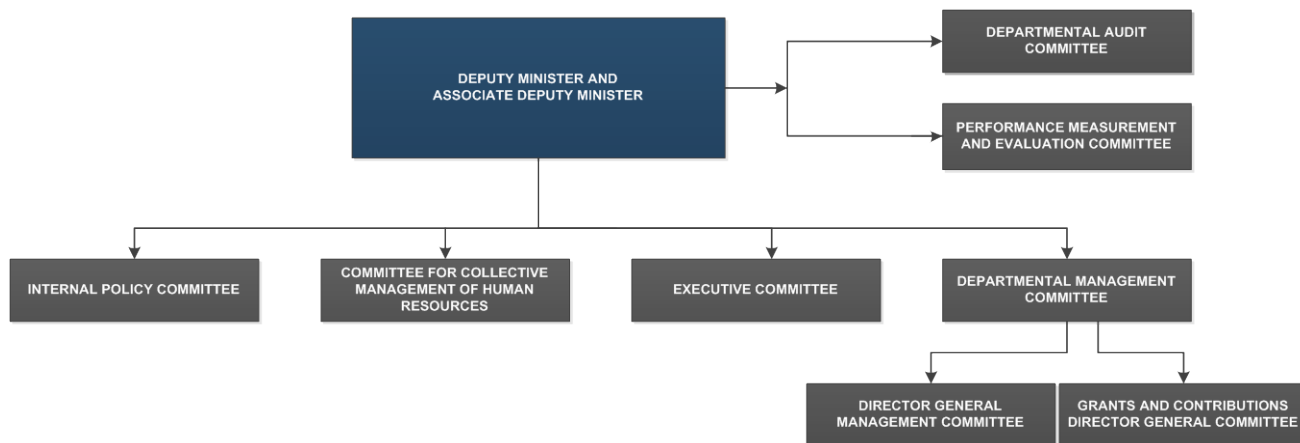 DEPUTY MINISTER AND
ASSOCIATE DEPUTY MINISTER
DEPARTMENTAL AUDIT
COMMITTEE
PERFORMANCE MEASUREMENT
AND EVALUATION COMMITTEE
INTERNAL POLICY COMMITTEE
COMMITTEE FOR COLLECTIVE
MANAGEMENT OF HUMAN
RESOURCES
EXECUTIVE COMMITTEE
DEPARTMENTAL MANAGEMENT
COMMITTEE
DIRECTOR GENERAL
MANAGEMENT COMMITTEE
GRANTS AND CONTRIBUTIONS
DIRECTOR GENERAL COMMITTEE